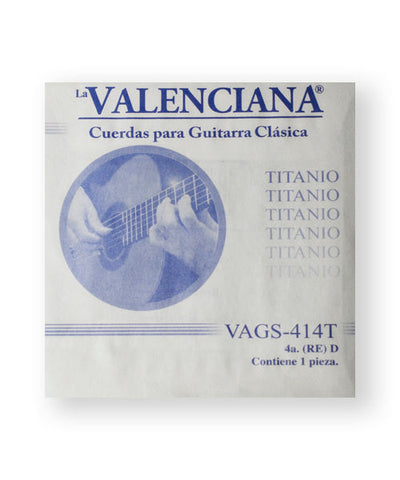 La VALENCIANA®
Cuerdas para Guitarra Clásica
TITANIO
TITANIO
TITANIO
TITANIO
TITANIO
TITANIO
VAGS-414T
4a. (RE) D
Contiene 1 pieza.